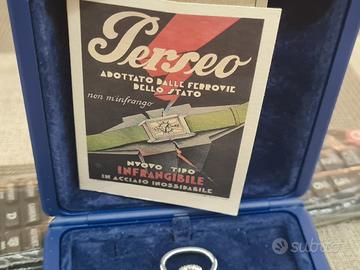 Perseo
ADOTTATO DALLE FERROVIE
DELLO STATO
non m'infrango
NUOVO TIPO
INFRANGIBILE
IN ACCIAIO INOSSIDABILE
subito